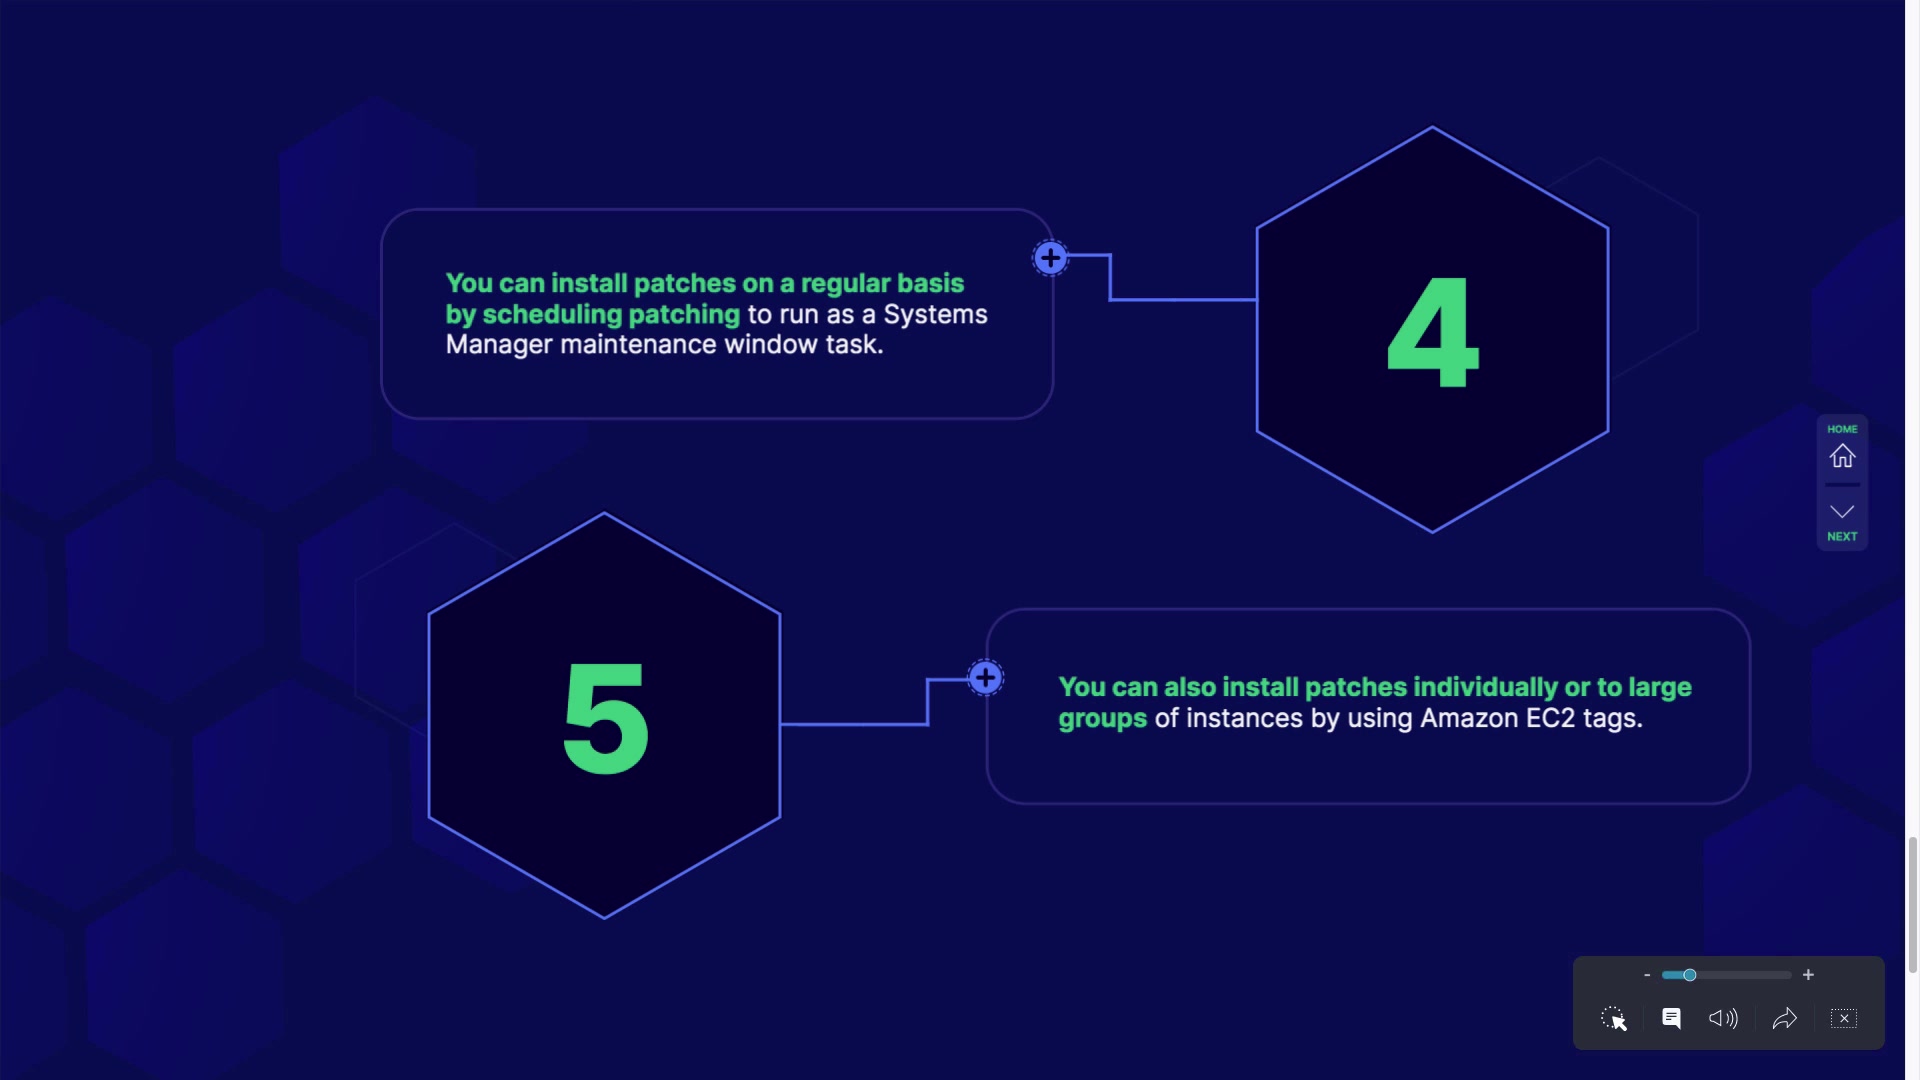 You can install patches on a regular basis
by scheduling patching to run as a Systems
Manager maintenance window task.
4
HOME
NEXT
5
You can also install patches individually or to large
groups of instances by using Amazon EC2 tags.
- +